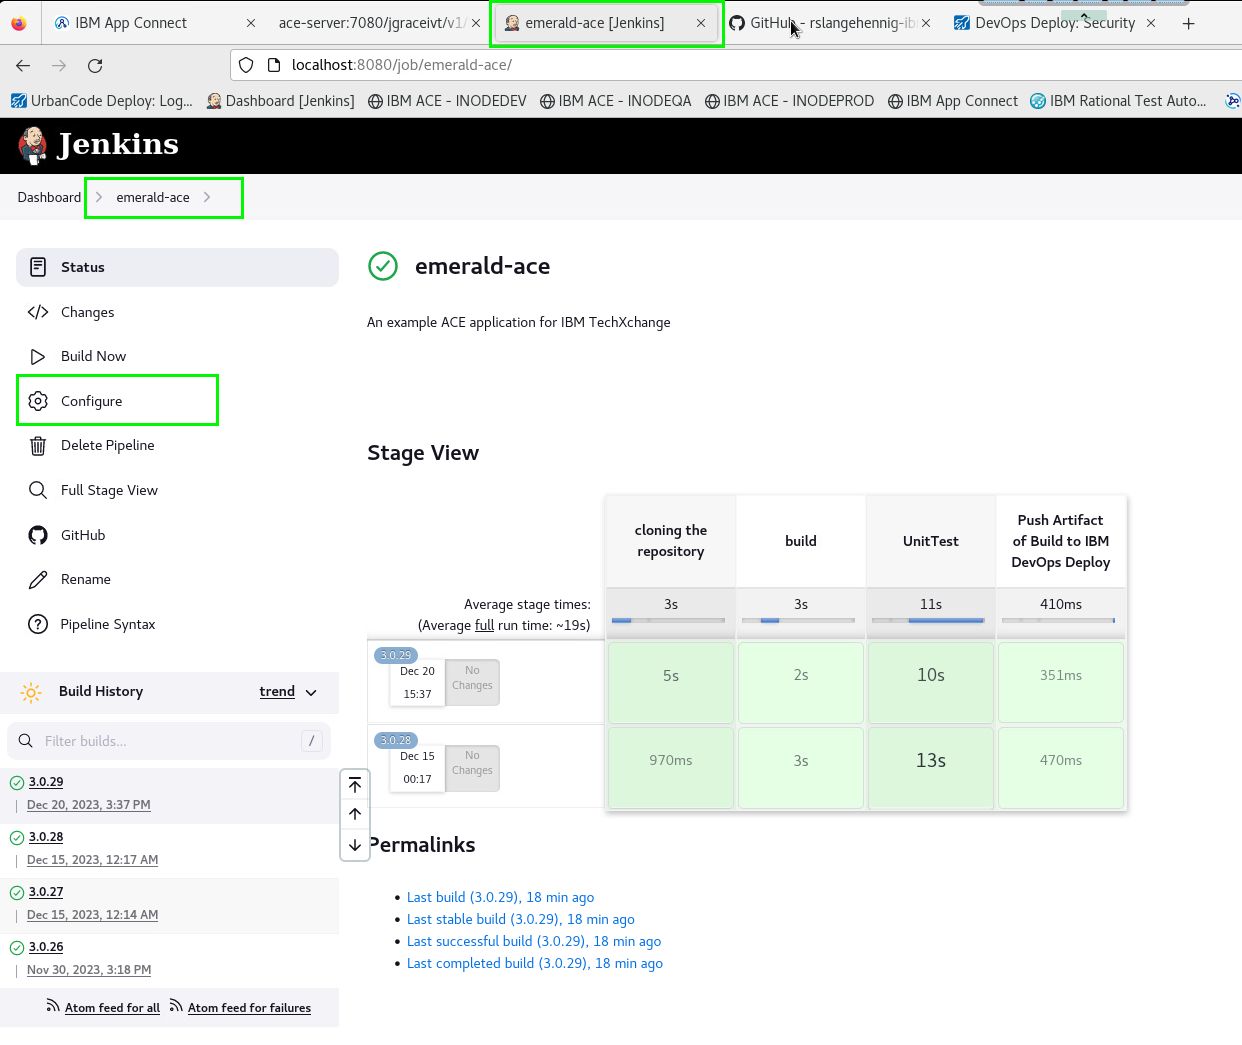 IBM App Connect
ace-server:7080/jgraceivt/v1/
emerald-ace [Jenkins]
GitHub - rslangehennig-ib
DevOps Deploy: Security
localhost:8080/job/emerald-ace/
UrbanCode Deploy: Log...
Dashboard [Jenkins]
IBM ACE - INODEDEV
IBM ACE - INODEQA
IBM ACE - INODEPROD
IBM App Connect
IBM Rational Test Auto...
Jenkins
Dashboard
emerald-ace
Status
Changes
Build Now
Configure
Delete Pipeline
Full Stage View
GitHub
Rename
Pipeline Syntax
Build History
trend
Filter builds...
/
3.0.29
Dec 20, 2023, 3:37 PM
3.0.28
Dec 15, 2023, 12:17 AM
3.0.27
Dec 15, 2023, 12:14 AM
3.0.26
Nov 30, 2023, 3:18 PM
Atom feed for all
Atom feed for failures
emerald-ace
An example ACE application for IBM TechXchange
Stage View
cloning the
repository
build
UnitTest
Push Artifact
of Build to IBM
DevOps Deploy
Average stage times:
(Average full run time: ~19s)
3s
3s
11s
410ms
3.0.29
Dec 20
15:37
No
Changes
5s
2s
10s
351ms
3.0.28
Dec 15
00:17
No
Changes
970ms
3s
13s
470ms
Permalinks
Last build (3.0.29), 18 min ago
Last stable build (3.0.29), 18 min ago
Last successful build (3.0.29), 18 min ago
Last completed build (3.0.29), 18 min ago